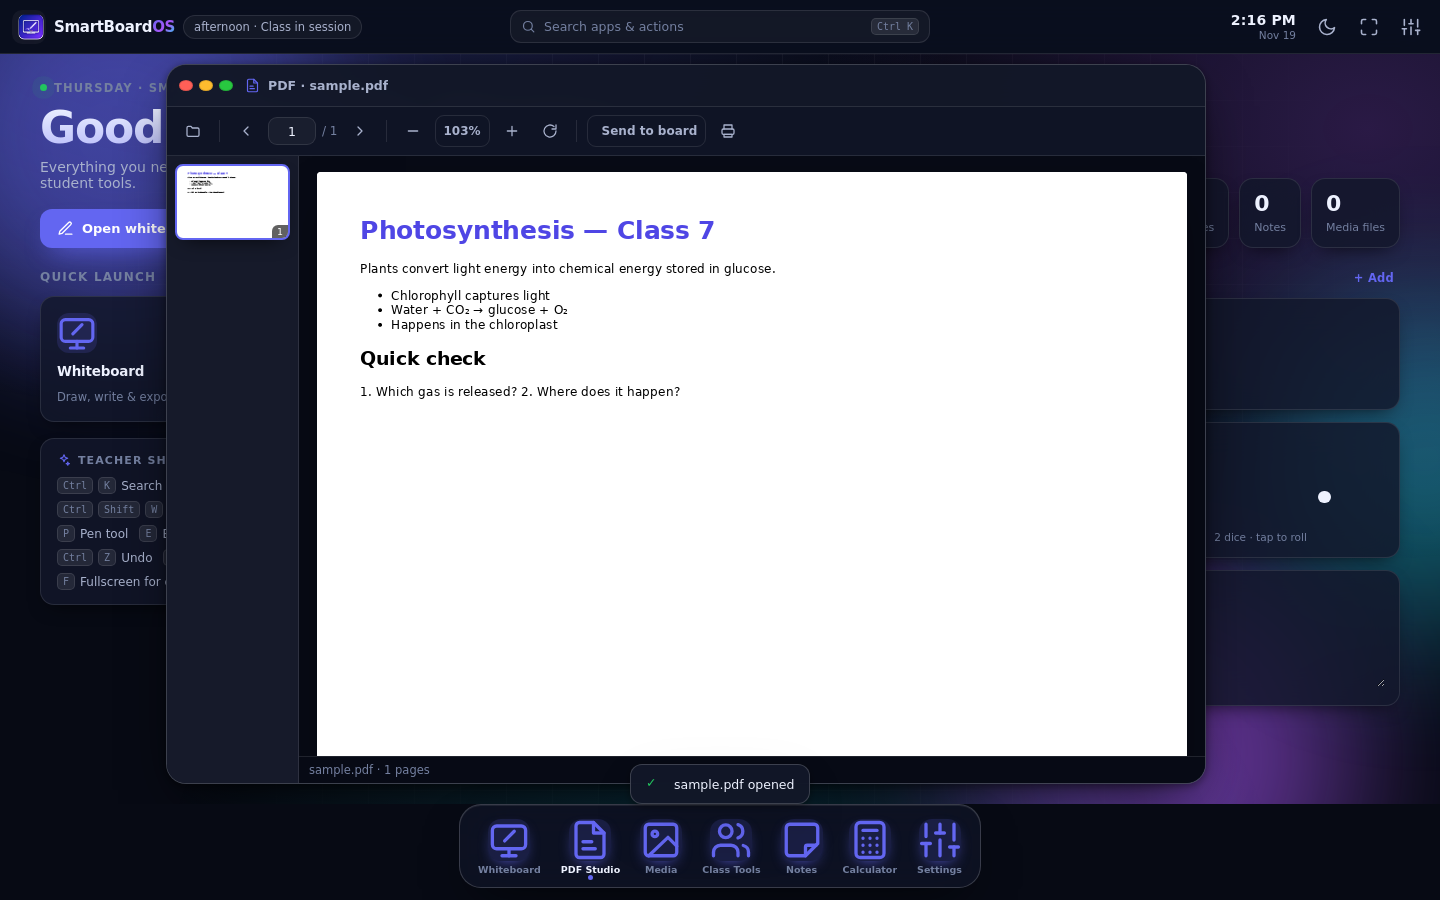 SmartBoardOS
afternoon · Class in session
Search apps & actions
Ctrl K
2:16 PM
Nov 19
THURSDAY · SM
Good
Everything you ne
student tools.
Open white
QUICK LAUNCH
Whiteboard
Draw, write & expo
TEACHER SH
Ctrl K Search
Ctrl Shift W
P Pen tool E
Ctrl Z Undo
F Fullscreen for
PDF · sample.pdf
1 / 1
103%
Send to board
1
Photosynthesis — Class 7
Plants convert light energy into chemical energy stored in glucose.
• Chlorophyll captures light
• Water + CO₂ → glucose + O₂
• Happens in the chloroplast
Quick check
1. Which gas is released? 2. Where does it happen?
sample.pdf · 1 pages
es
0
Notes
0
Media files
+ Add
2 dice · tap to roll
✓ sample.pdf opened
Whiteboard
PDF Studio
Media
Class Tools
Notes
Calculator
Settings